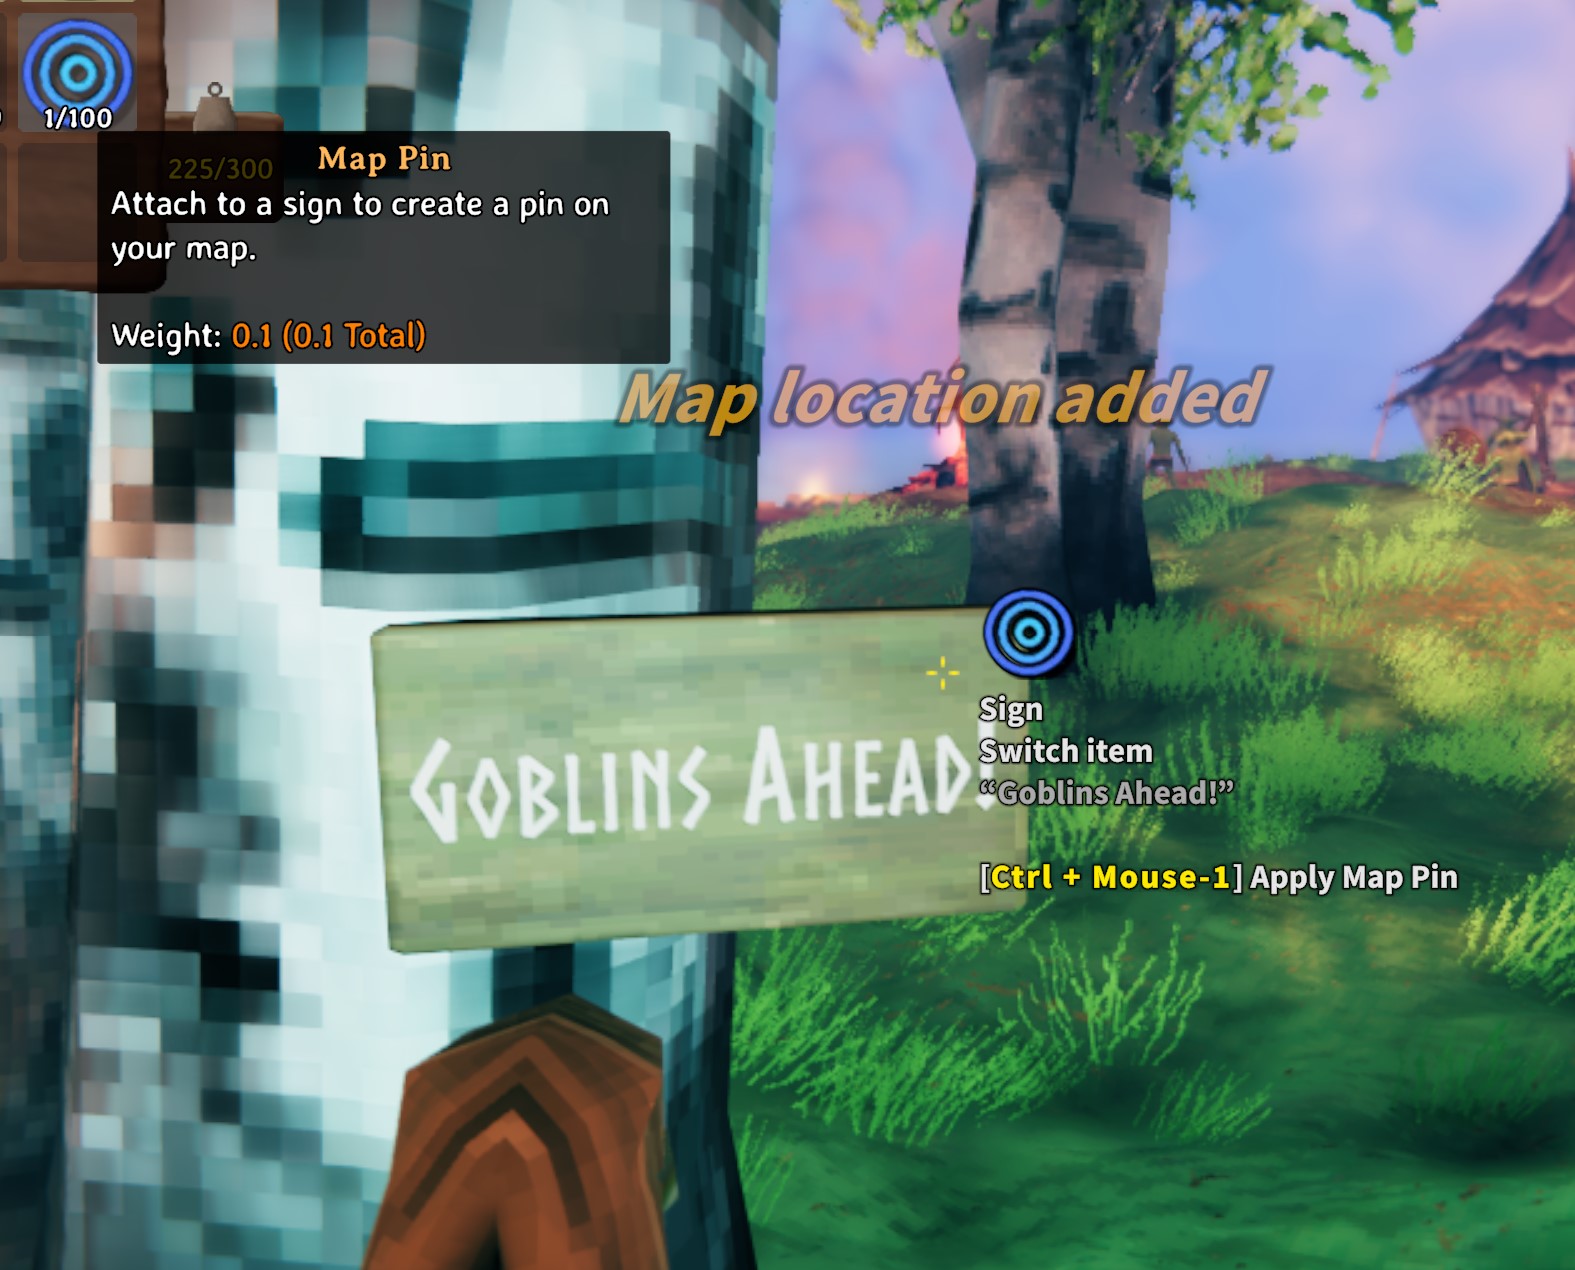 1/100
225/300
Map Pin
Attach to a sign to create a pin on
your map.
Weight: 0.1 (0.1 Total)
Map location added
Goblins Ahead!
Sign
Switch item
“Goblins Ahead!”
[Ctrl + Mouse-1] Apply Map Pin